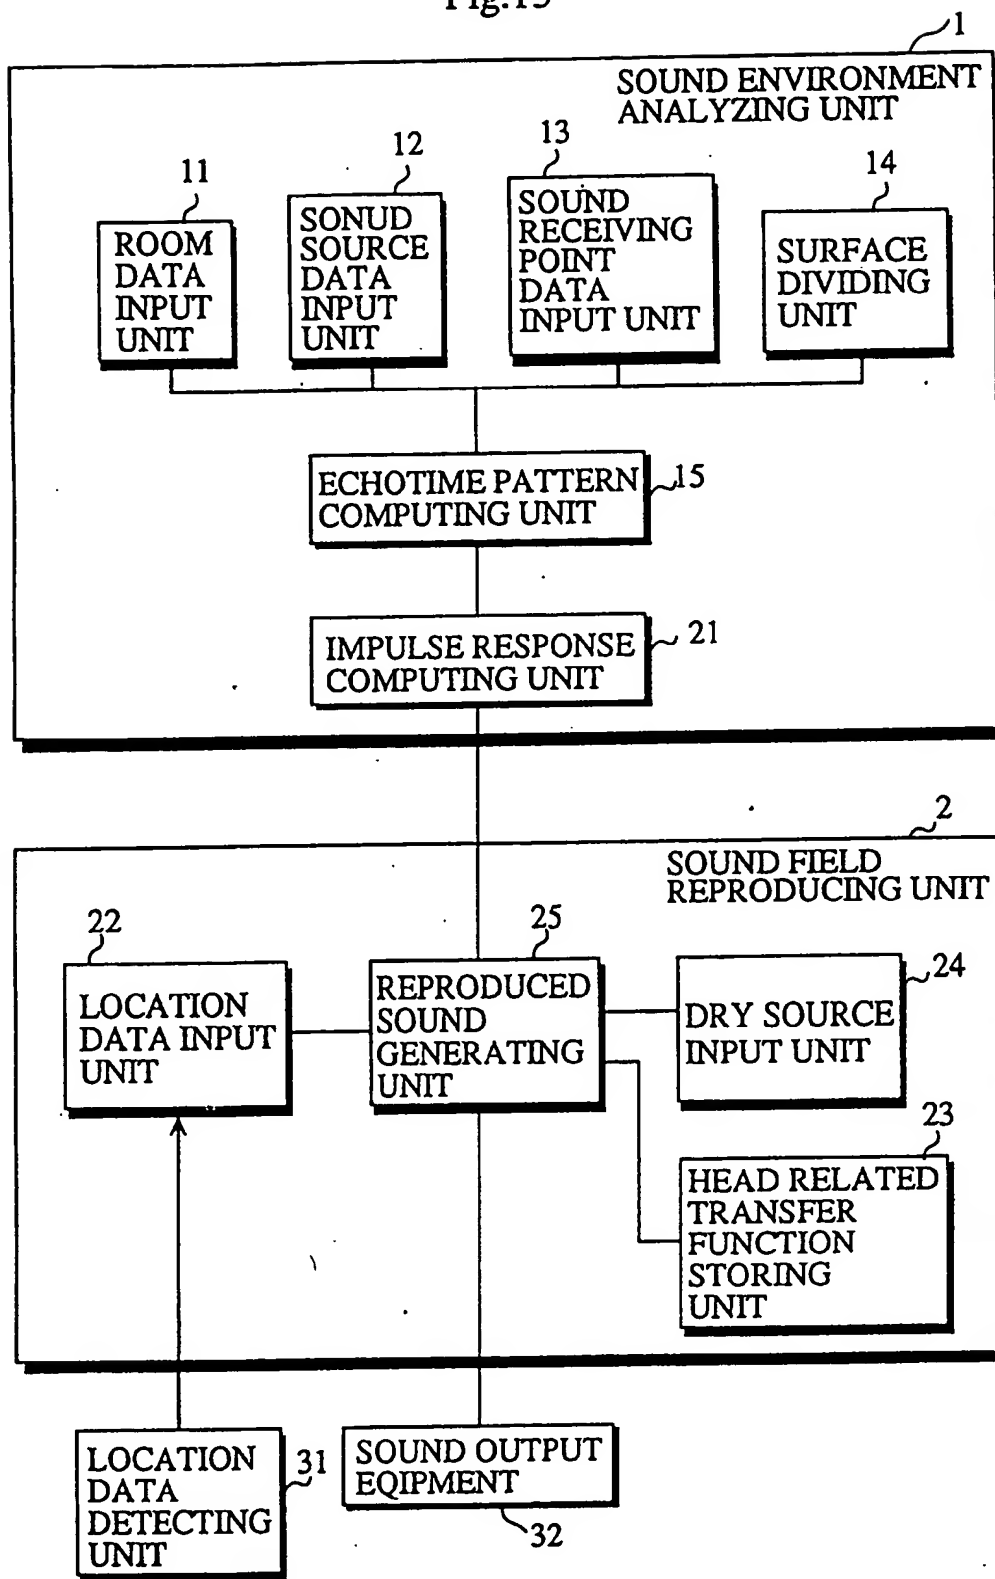 Fig.15
1
SOUND ENVIRONMENT
ANALYZING UNIT
11
12
13
14
ROOM
DATA
INPUT
UNIT
SONUD
SOURCE
DATA
INPUT
UNIT
SOUND
RECEIVING
POINT
DATA
INPUT UNIT
SURFACE
DIVIDING
UNIT
ECHOTIME PATTERN
COMPUTING UNIT
15
IMPULSE RESPONSE
COMPUTING UNIT
21
2
SOUND FIELD
REPRODUCING UNIT
22
LOCATION
DATA INPUT
UNIT
25
REPRODUCED
SOUND
GENERATING
UNIT
24
DRY SOURCE
INPUT UNIT
23
HEAD RELATED
TRANSFER
FUNCTION
STORING
UNIT
LOCATION
DATA
DETECTING
UNIT
31
SOUND OUTPUT
EQIPMENT
32